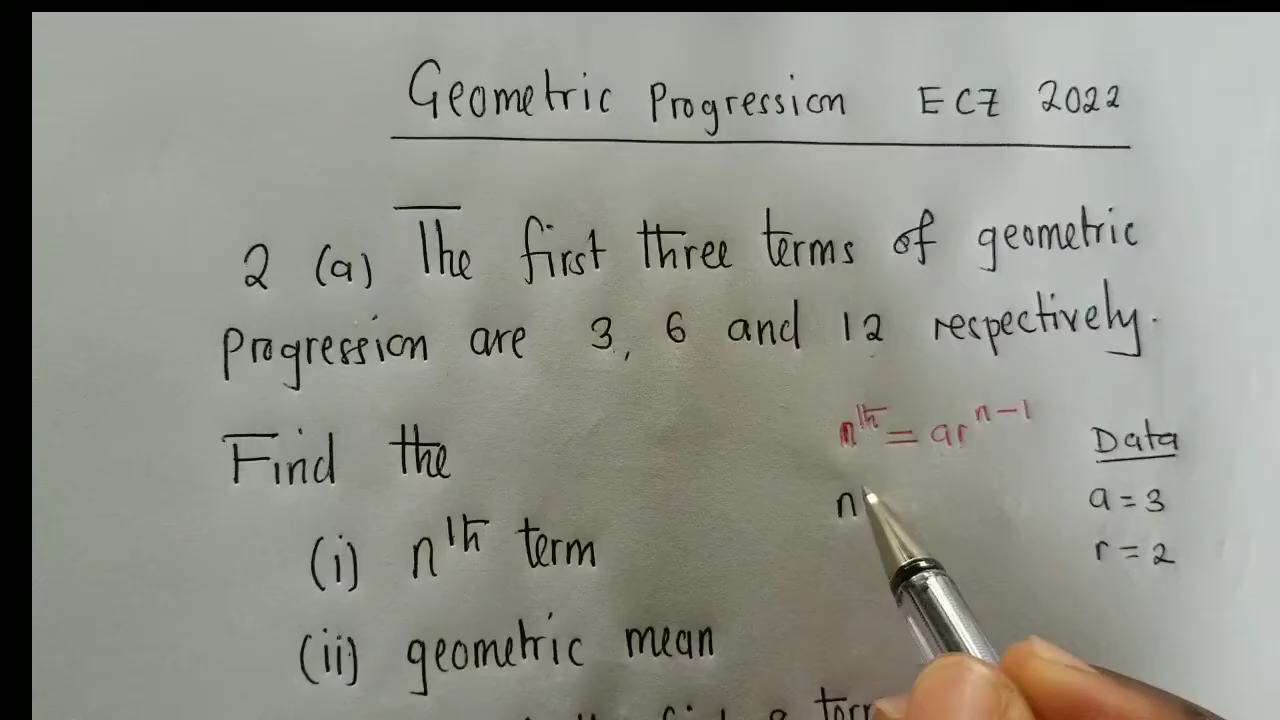 Geometric Progression ECZ 2022
2 (a) The first three terms of geometric
Progression are 3, 6 and 12 respectively.
Find the
nth = ar^n-1
Data
n
a = 3
(i) nth term
r = 2
(ii) geometric mean